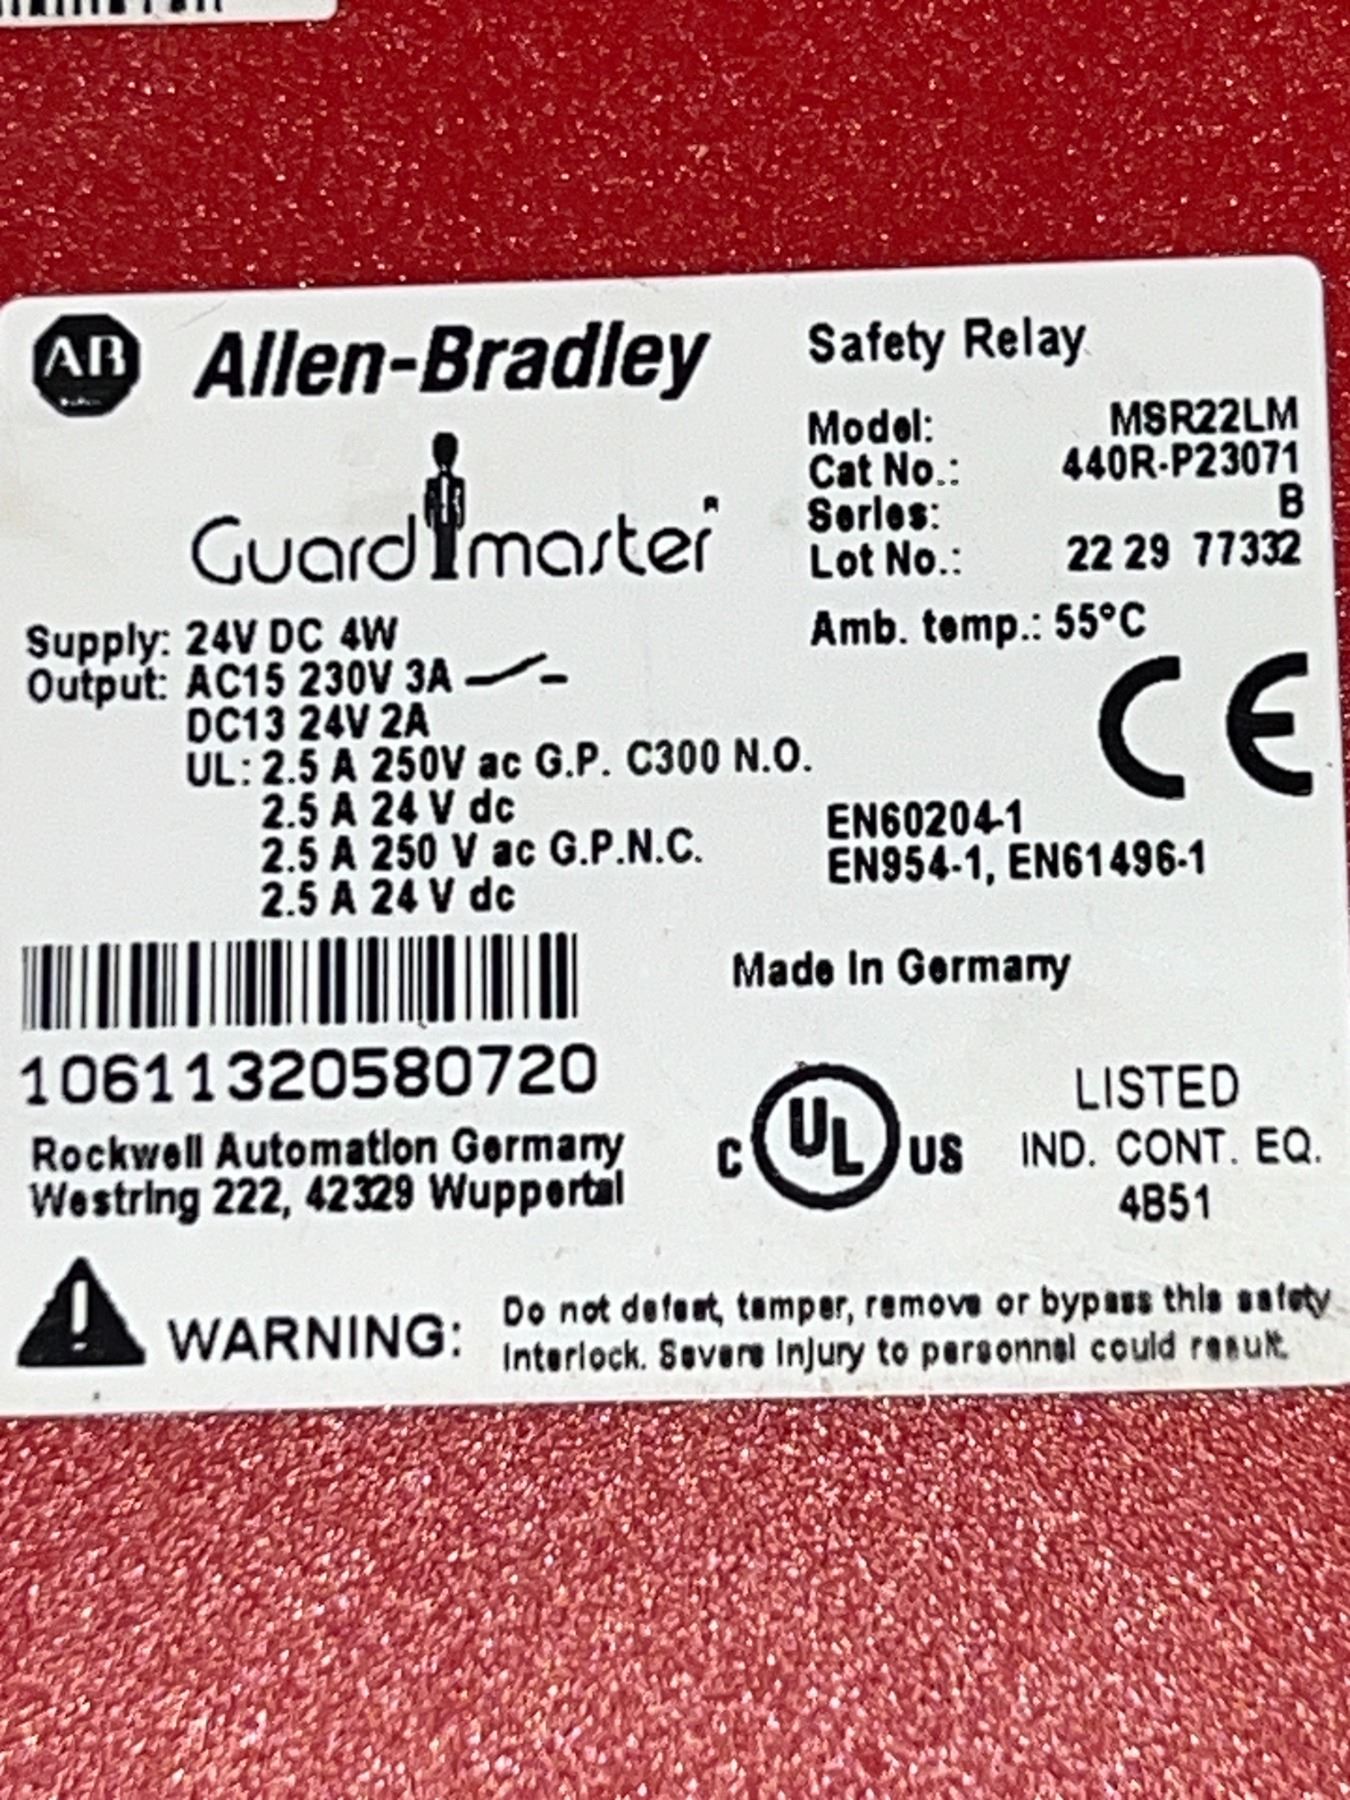 AB
Allen-Bradley
Guardmaster R
Safety Relay
Model: MSR22LM
Cat No.: 440R-P23071
Series: B
Lot No.: 22 29 77332
Amb. temp.: 55°C
Supply: 24V DC 4W
Output: AC15 230V 3A
DC13 24V 2A
UL: 2.5 A 250V ac G.P. C300 N.O.
2.5 A 24 V dc
2.5 A 250 V ac G.P.N.C.
2.5 A 24 V dc
CE
EN60204-1
EN954-1, EN61496-1
Made in Germany
10611320580720
Rockwell Automation Germany
Westring 222, 42329 Wuppertal
C UL US
LISTED
IND. CONT. EQ.
4B51
WARNING: Do not defeat, tamper, remove or bypass this safety
interlock. Severe injury to personnel could result.